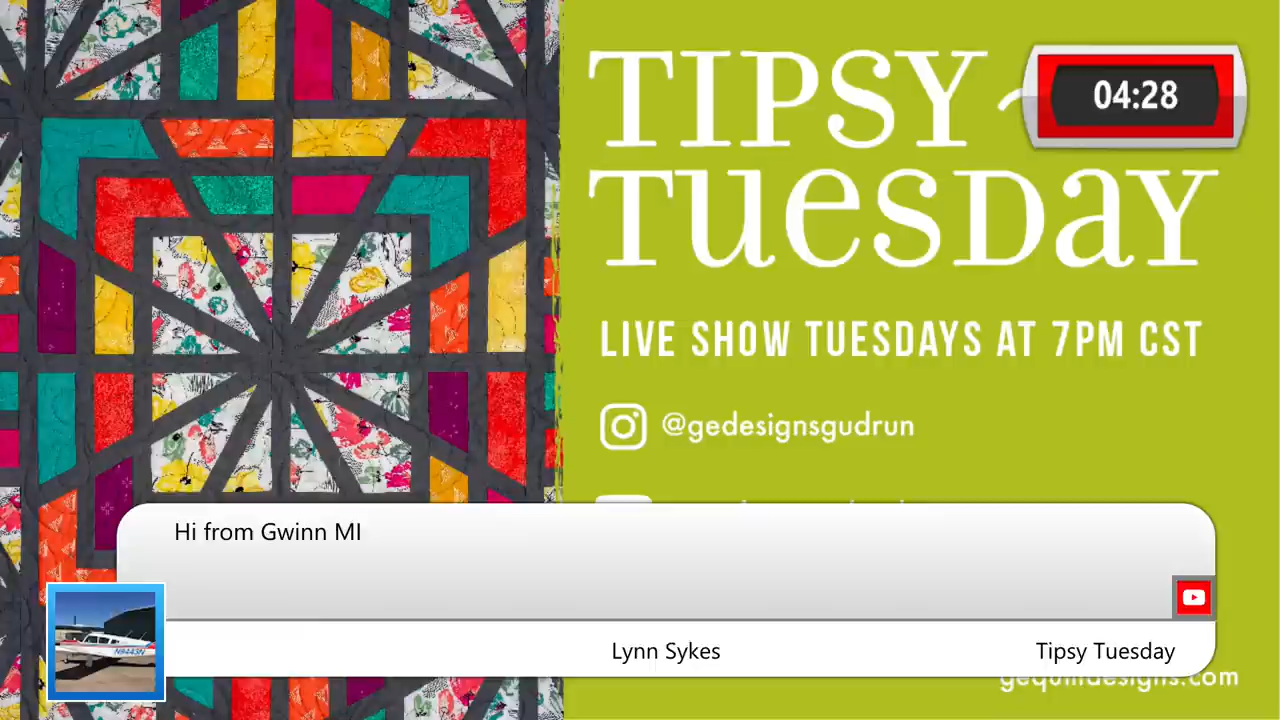 TIPSY
04:28
TUESDAY
LIVE SHOW TUESDAYS AT 7PM CST
@gedesignsgudrun
Hi from Gwinn MI
Lynn Sykes
Tipsy Tuesday
gequiltdesigns.com